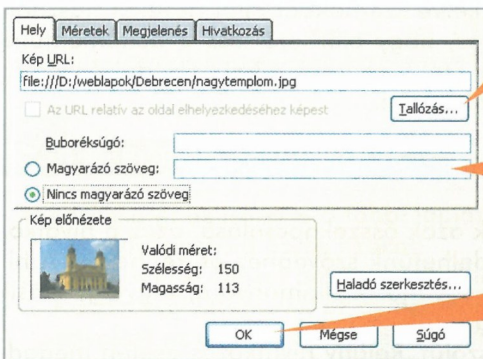 Hely Méretek Megjelenés Hivatkozás
Kép URL:
file:///D:/weblapok/Debrecen/nagytemplom.jpg
Az URL relatív az oldal elhelyezkedéséhez képest
Tallózás...
Buboréksúgó:
Magyarázó szöveg:
Nincs magyarázó szöveg
Kép előnézete
Valódi méret:
Szélesség: 150
Magasság: 113
Haladó szerkesztés...
OK Mégse Súgó